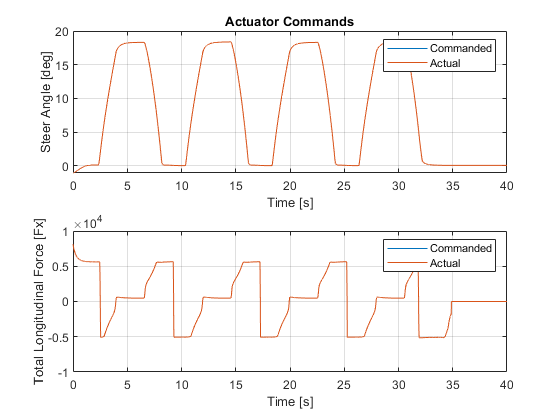 Actuator Commands
20
15
10
5
0
Steer Angle [deg]
Commanded
Actual
0 5 10 15 20 25 30 35 40
Time [s]
×10^4
1
0.5
0
-0.5
-1
Total Longitudinal Force [Fx]
Commanded
Actual
0 5 10 15 20 25 30 35 40
Time [s]